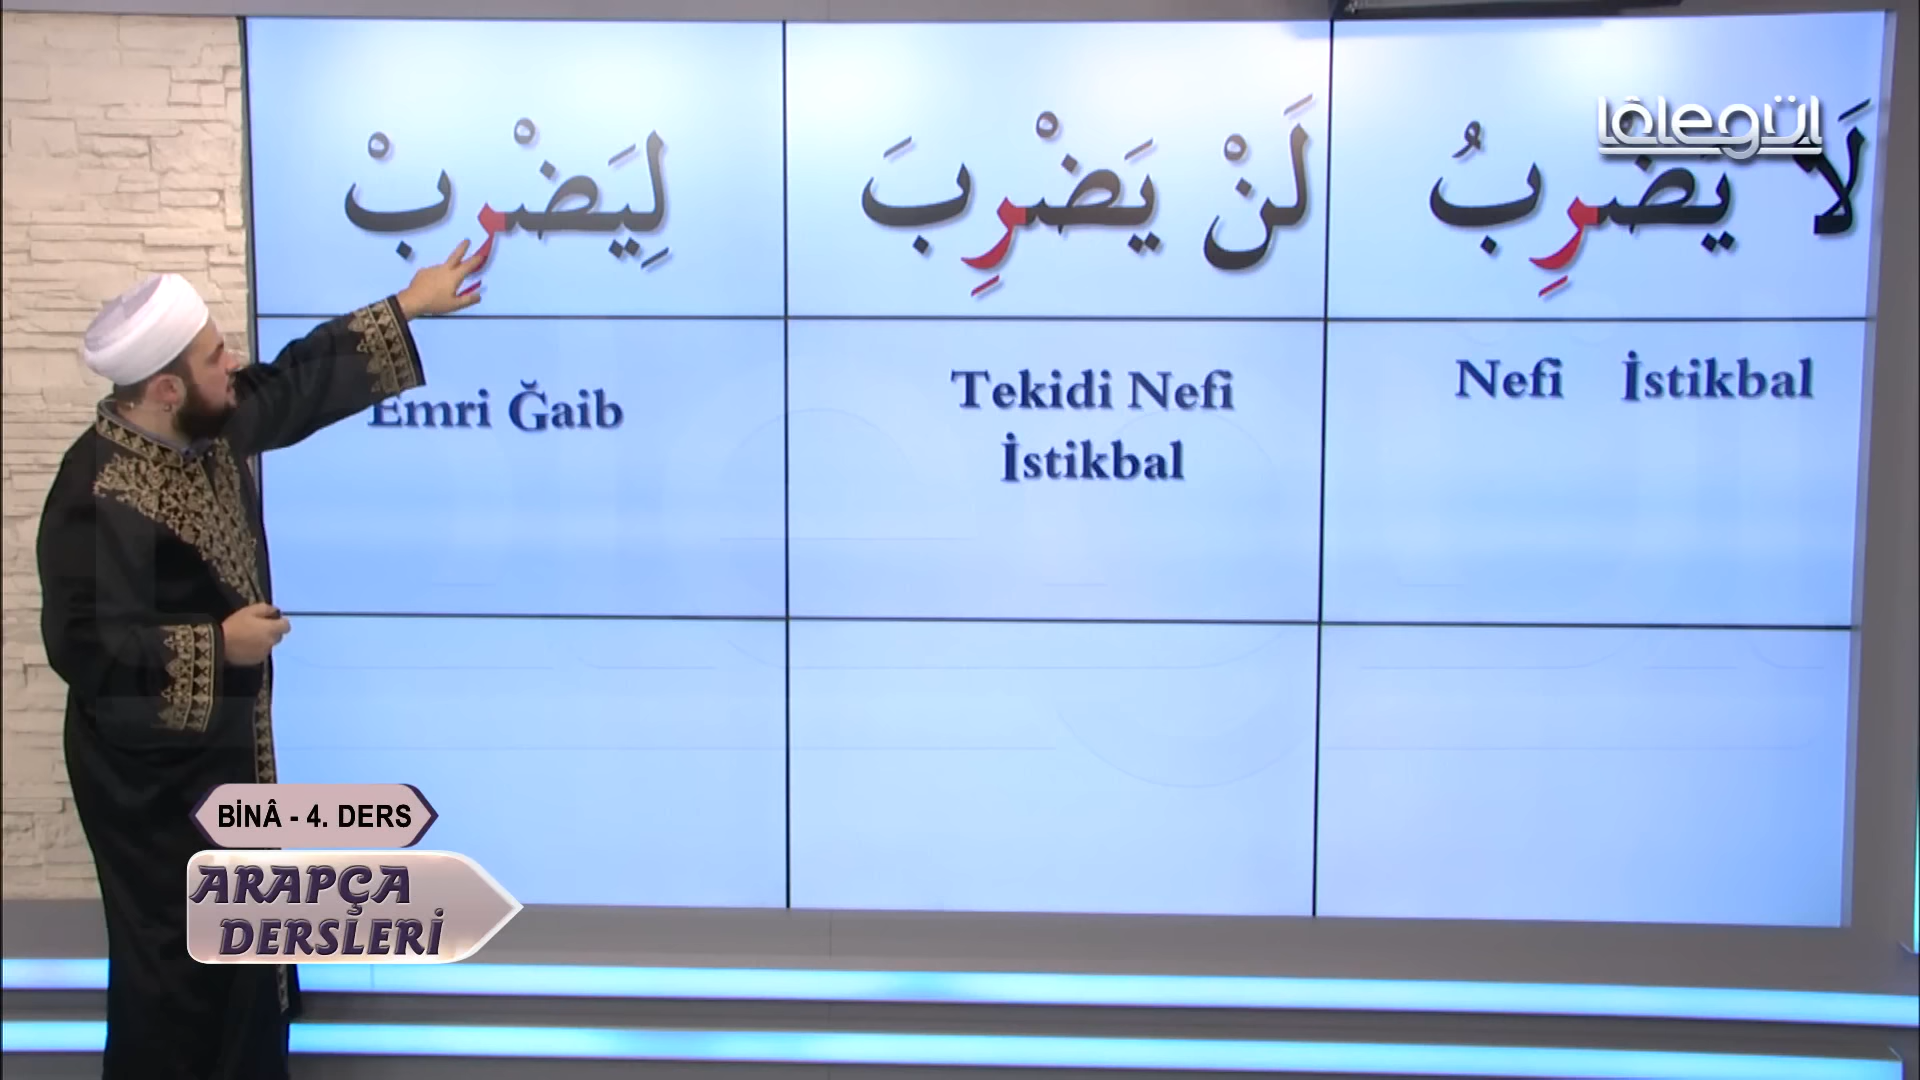 lâlegül
لَا يَضْرِبُ
لَنْ يَضْرِبَ
لِيَضْرِبْ
Nefi İstikbal
Tekidi Nefi
İstikbal
Emri Ğaib
BİNÂ - 4. DERS
ARAPÇA
DERSLERİ